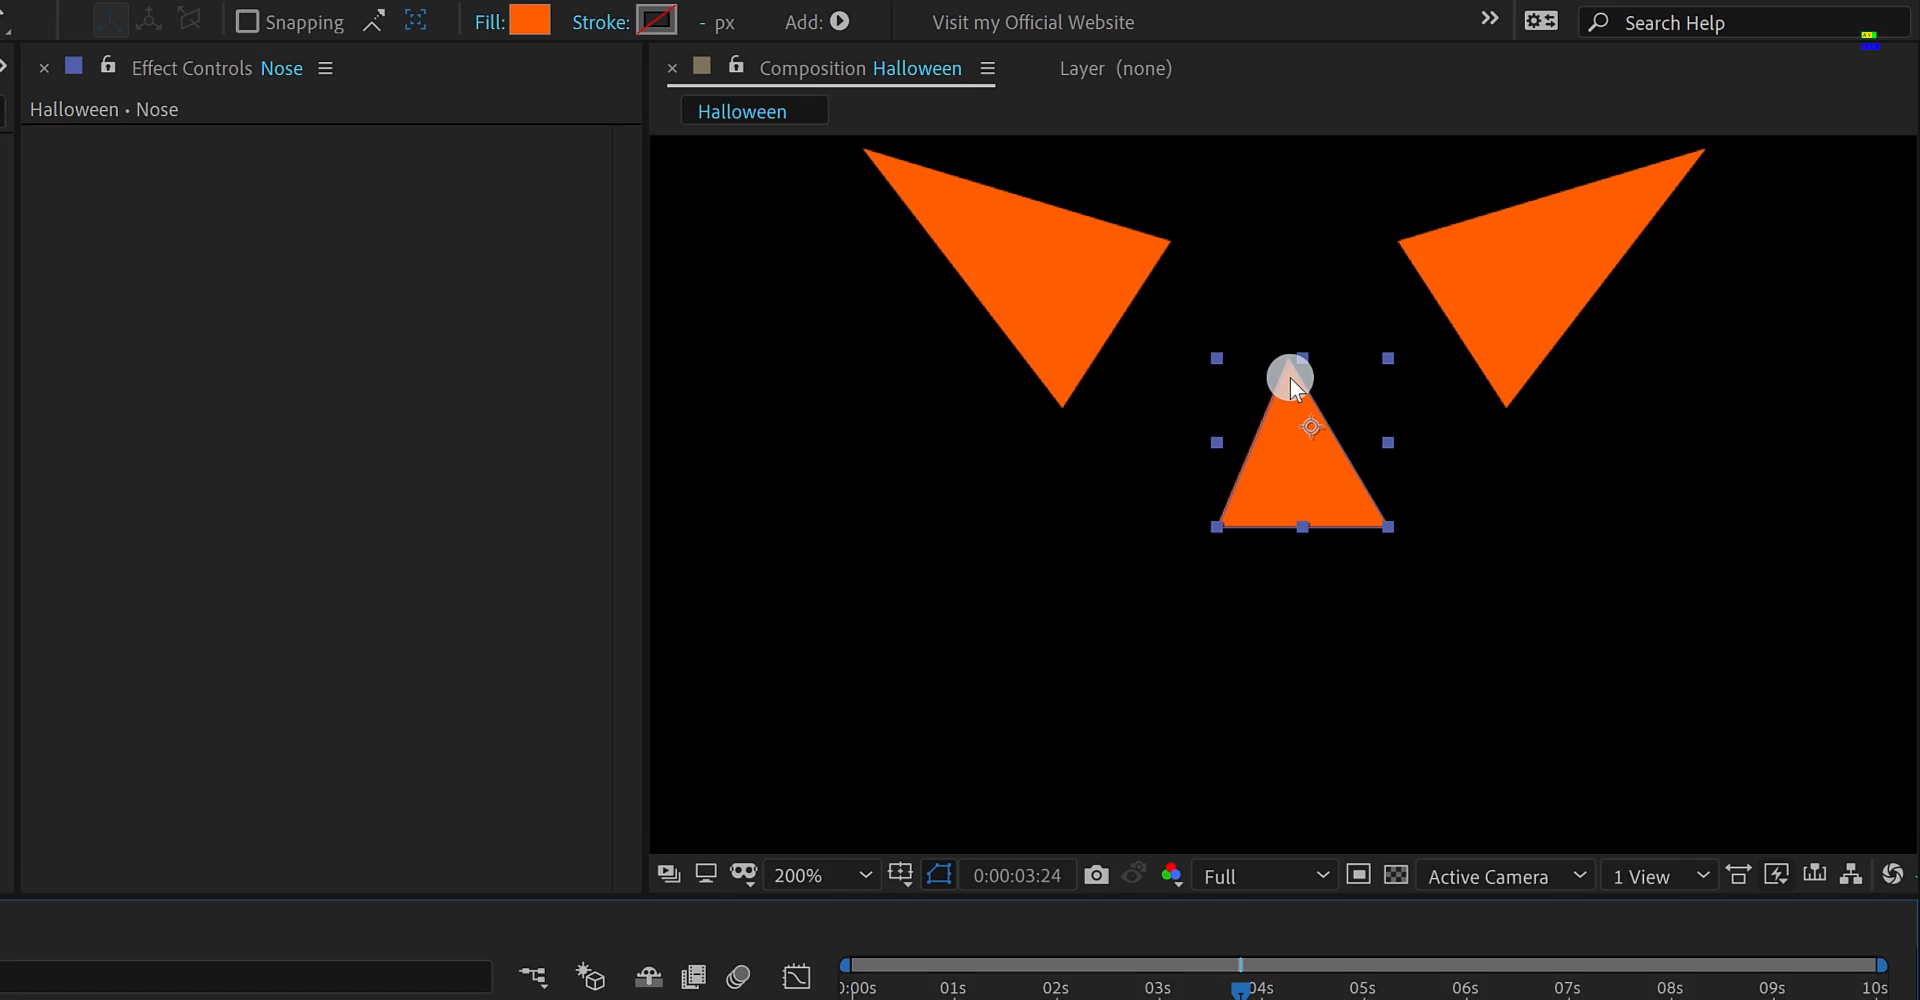 Snapping Fill: Stroke: - px Add: Visit my Official Website Search Help
Effect Controls Nose
Composition Halloween
Layer (none)
Halloween • Nose
Halloween
200% 0:00:03:24 Full Active Camera 1 View
0:00s 01s 02s 03s 04s 05s 06s 07s 08s 09s 10s